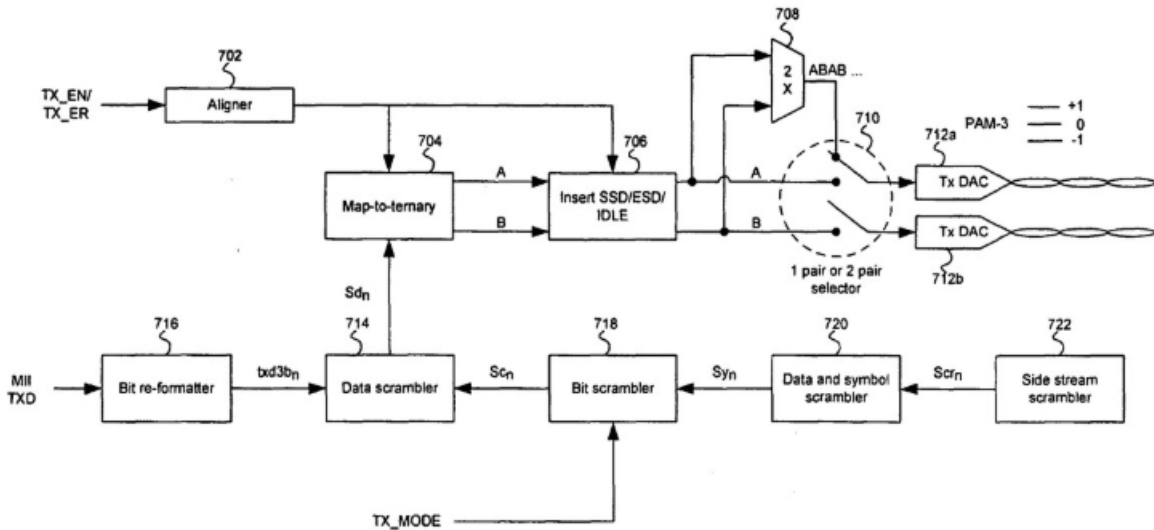 708
702
2
X
ABAB ...
TX_EN/
TX_ER
Aligner
710
PAM-3
+1
0
-1
704
706
712a
A
Map-to-ternary
Insert SSD/ESD/
IDLE
A
Tx DAC
B
B
Tx DAC
1 pair or 2 pair
selector
712b
Sdn
716
714
718
720
722
MII
TXD
Bit re-formatter
txd3bn
Data scrambler
Scn
Bit scrambler
Syn
Data and symbol
scrambler
Scrn
Side stream
scrambler
TX_MODE